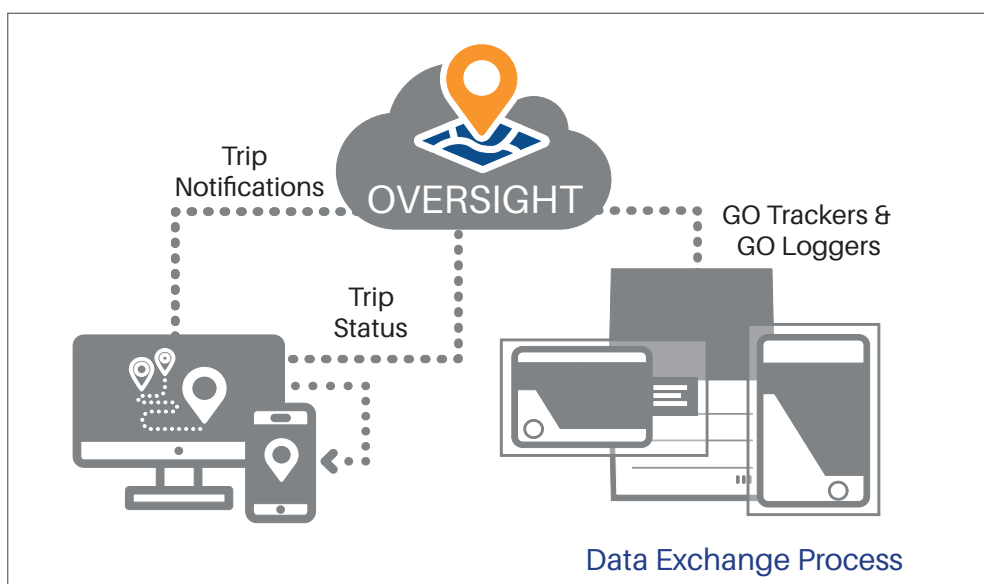 Trip
Notifications
OVERSIGHT
GO Trackers &
GO Loggers
Trip
Status
Data Exchange Process